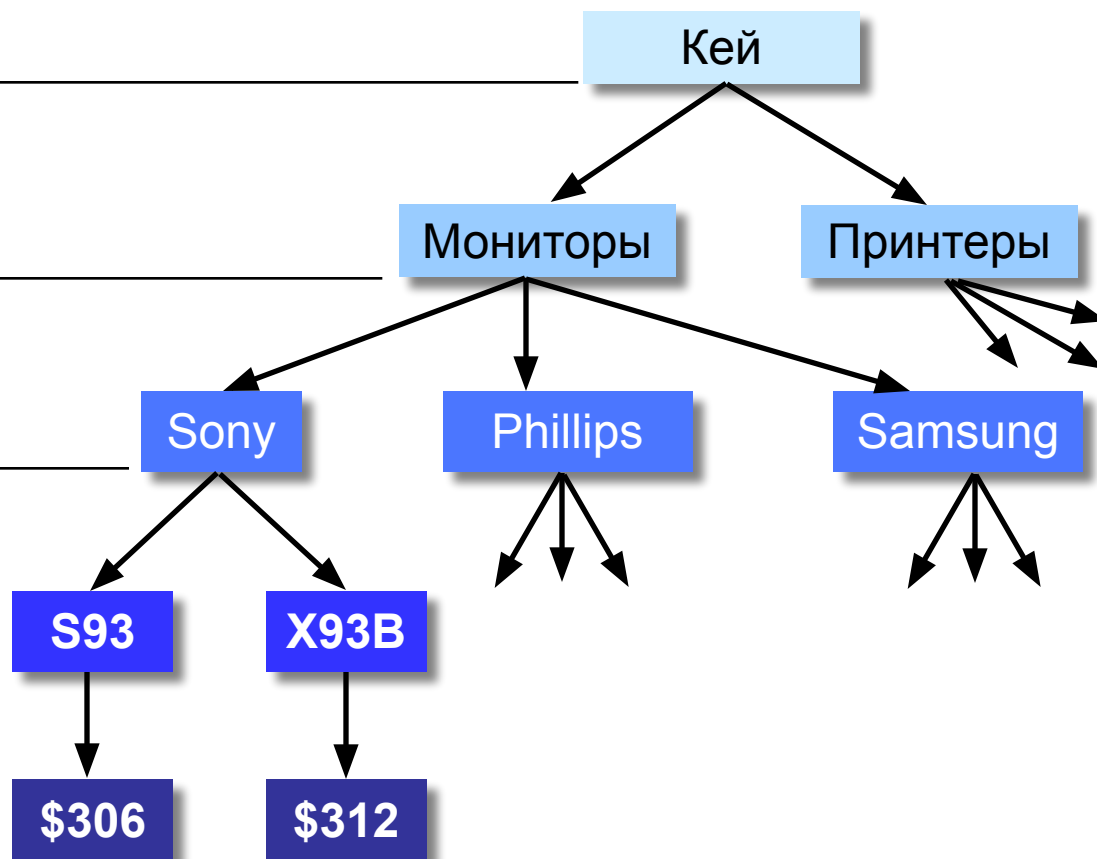 Кей
Мониторы
Принтеры
Sony
Phillips
Samsung
S93
X93B
$306
$312